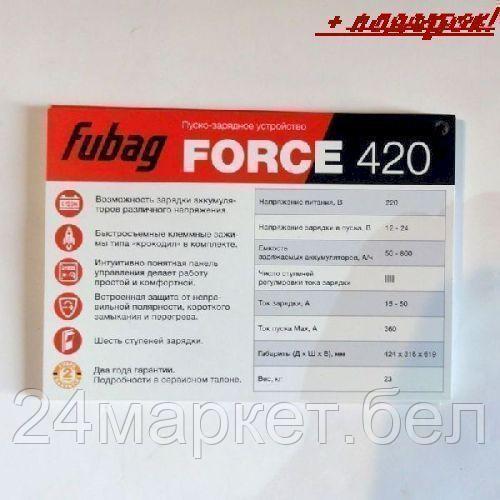 + подарок!
Пуско-зарядное устройство
fubag
FORCE 420
Возможность зарядки аккумуля-
торов различного напряжения.
Быстросъемные клеммные зажи-
мы типа «крокодил» в комплекте.
Интуитивно понятная панель
управления делает работу
простой и комфортной.
Встроенная защита от непра-
вильной полярности, короткого
замыкания и перегрева.
Шесть ступеней зарядки.
2
Два года гарантии.
Подробности в сервисном талоне.
Напряжение питания, В 220
Напряжение зарядки и пуска, В 12 - 24
Емкость
заряжаемых аккумуляторов, А/ч 50 - 800
Число ступеней
регулировки тока зарядки
Ток зарядки, А 15 - 50
Ток пуска Max, А 360
Габариты (Д х Ш х В), мм 424 x 316 x 619
Вес, кг 23
24маркет.бел